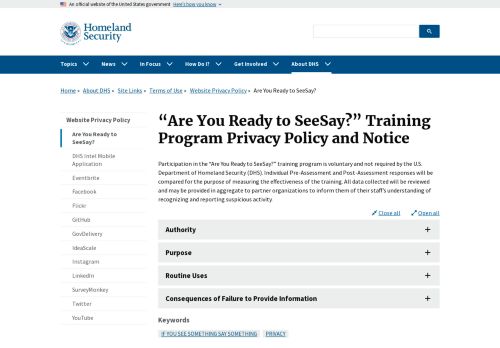 An official website of the United States government Here's how you know
Homeland
Security
Topics News In Focus How Do I? Get Involved About DHS
Home About DHS Site Links Terms of Use Website Privacy Policy Are You Ready to SeeSay?
Website Privacy Policy
Are You Ready to
SeeSay?
DHS Intel Mobile
Application
Eventbrite
Facebook
Flickr
GitHub
GovDelivery
IdeaScale
Instagram
LinkedIn
SurveyMonkey
Twitter
YouTube
“Are You Ready to SeeSay?” Training
Program Privacy Policy and Notice
Participation in the “Are You Ready to SeeSay?” training program is voluntary and not required by the U.S.
Department of Homeland Security (DHS). Individual Pre-Assessment and Post-Assessment responses will be
compared for the purpose of measuring the effectiveness of the training. All data collected will be reviewed
and may be provided in aggregate to partner organizations to inform them of their staff’s understanding of
recognizing and reporting suspicious activity.
Close all Open all
Authority
Purpose
Routine Uses
Consequences of Failure to Provide Information
Keywords
IF YOU SEE SOMETHING SAY SOMETHING PRIVACY